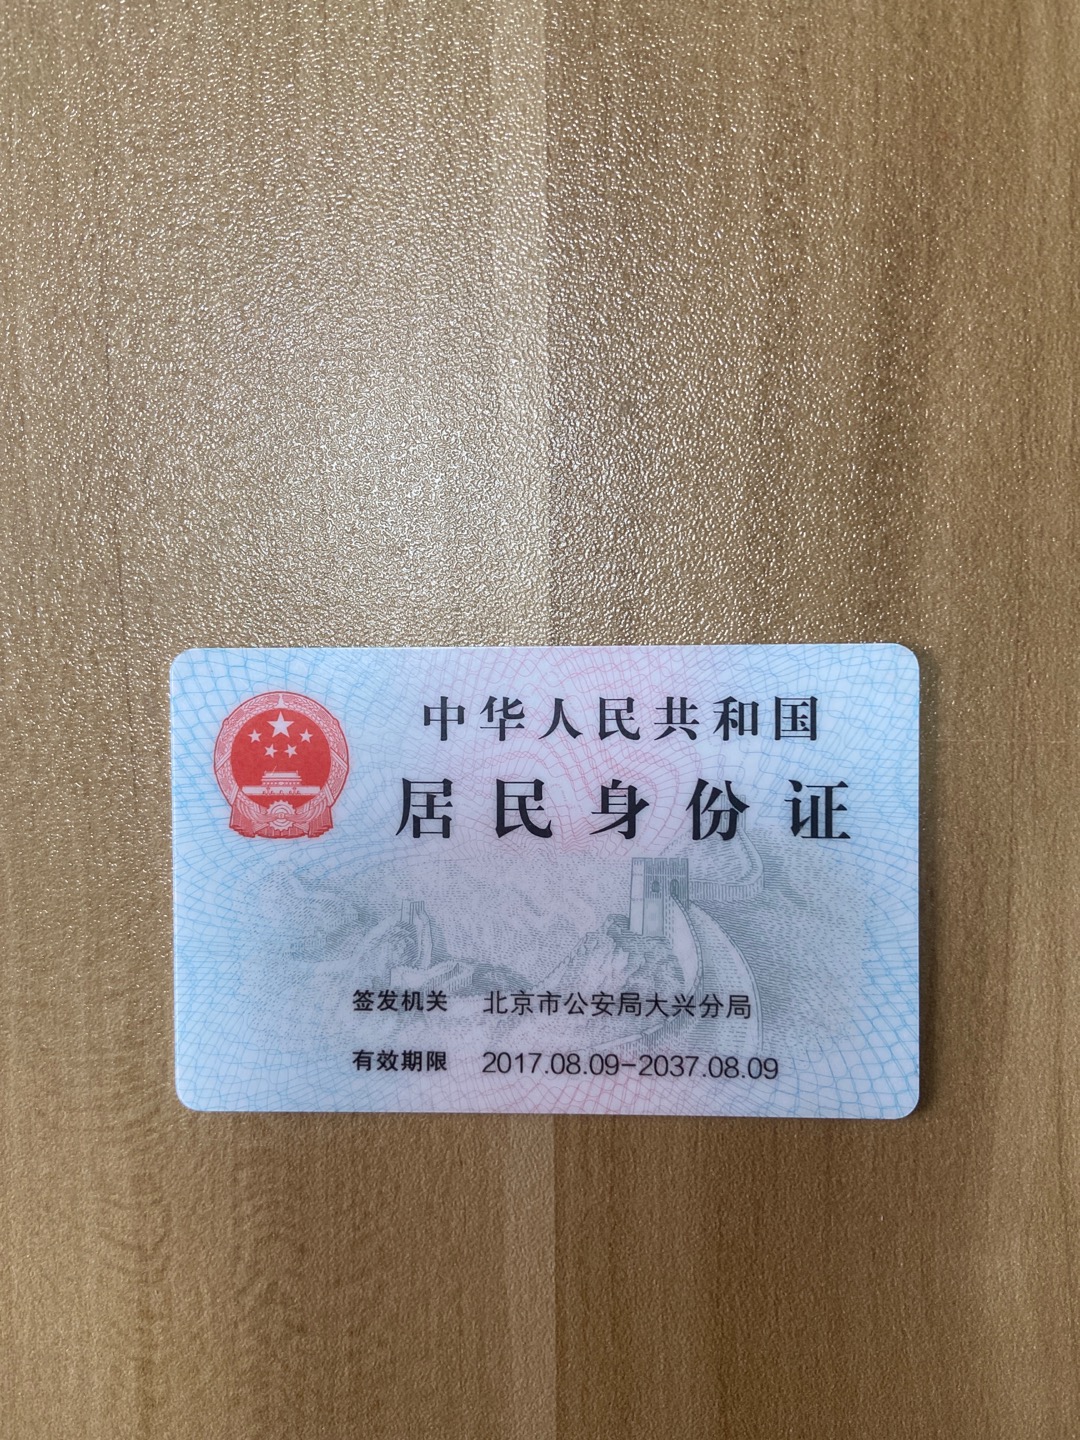 中华人民共和国
居民身份证
签发机关 北京市公安局大兴分局
有效期限 2017.08.09-2037.08.09